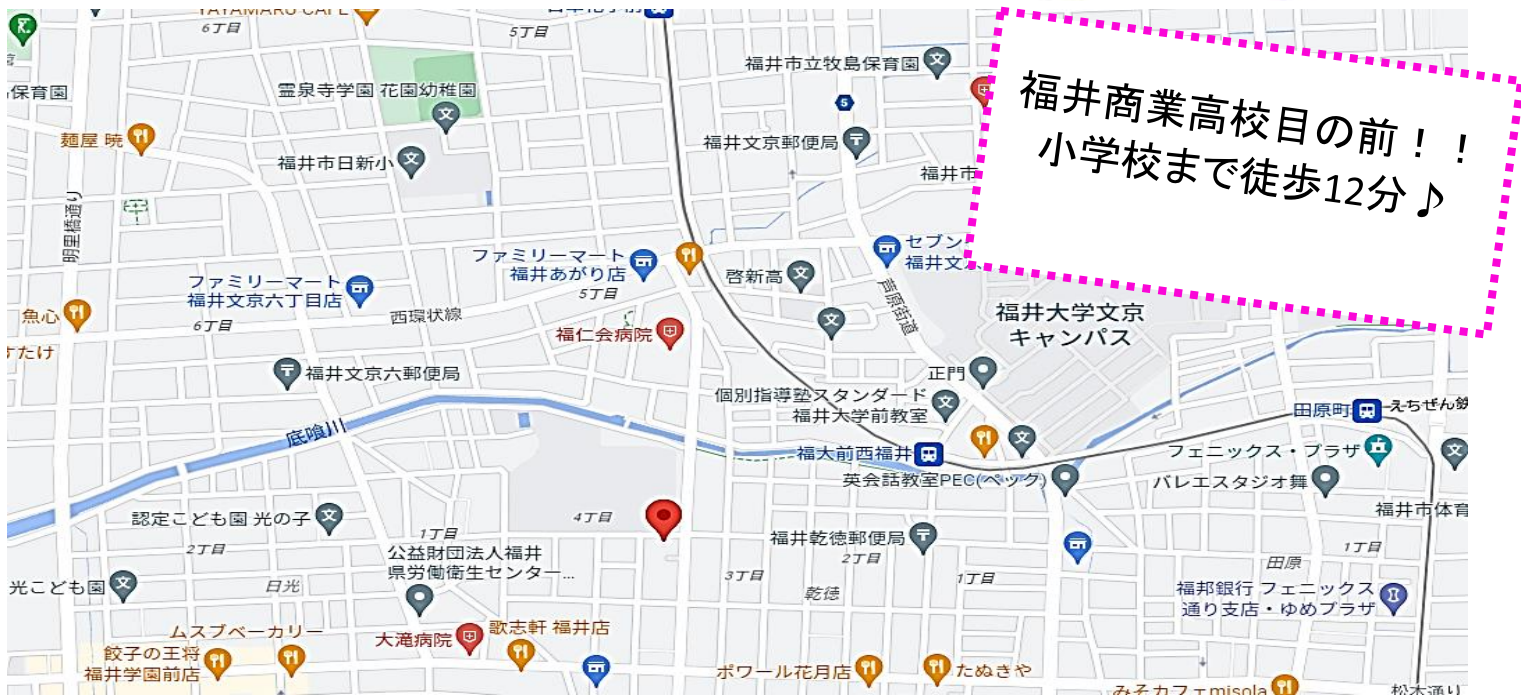 YAYAMARU CAFE
6丁目
5丁目
福井市立牧島保育園
保育園
霊泉寺学園 花園幼稚園
5
麺屋 暁
福井文京郵便局
福井市日新小
福井市
福井商業高校目の前！！
小学校まで徒歩12分♪
明里橋通り
ファミリーマート
福井あがり店
セブン
福井文
啓新高
ファミリーマート
福井文京六丁目店
5丁目
芦原街道
魚心
6丁目
西環状線
福井大学文京
キャンパス
福仁会病院
すたけ
福井文京六郵便局
正門
個別指導塾スタンダード
福井大学前教室
田原町
えちぜん鉄
底喰川
福大前西福井
フェニックス・プラザ
英会話教室PEC(ペック)
バレエスタジオ舞
認定こども園 光の子
4丁目
福井市体育
1丁目
福井乾徳郵便局
2丁目
公益財団法人福井
県労働衛生センター...
2丁目
1丁目
田原
光こども園
日光
3丁目
乾徳
1丁目
福邦銀行 フェニックス
通り支店・ゆめプラザ
ムスブベーカリー
大滝病院
歌志軒 福井店
餃子の王将
福井学園前店
ポワール花月店
たぬきや
みそカフェmisola
松本通り